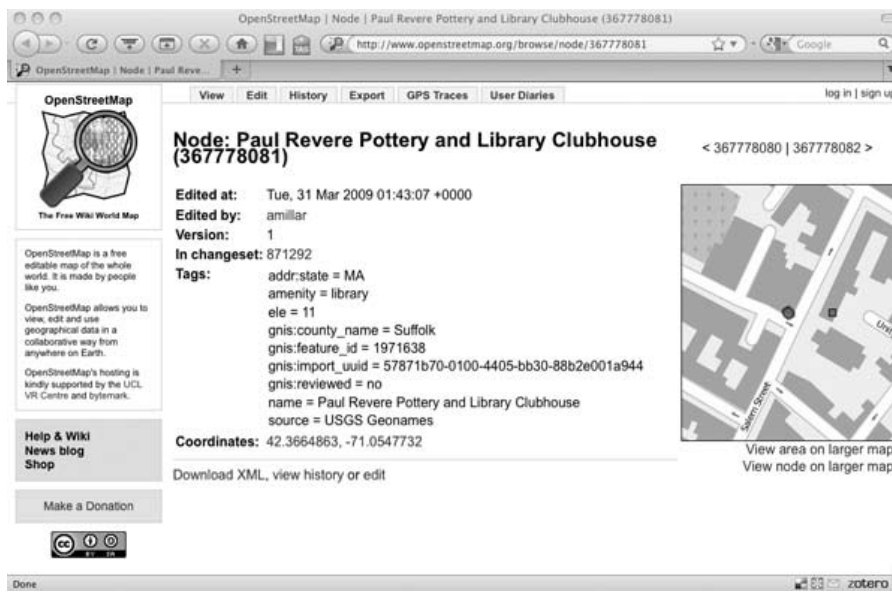 OpenStreetMap | Node | Paul Revere Pottery and Library Clubhouse (367778081)
http://www.openstreetmap.org/browse/node/367778081
Google
OpenStreetMap | Node | Paul Reve...
OpenStreetMap
The Free Wiki World Map
OpenStreetMap is a free
editable map of the whole
world. It is made by people
like you.
OpenStreetMap allows you to
view, edit and use
geographical data in a
collaborative way from
anywhere on Earth.
OpenStreetMap's hosting is
kindly supported by the UCL
VR Centre and bytemark.
Help & Wiki
News blog
Shop
Make a Donation
cc
BY
View Edit History Export GPS Traces User Diaries
log in | sign up
Node: Paul Revere Pottery and Library Clubhouse
(367778081)
Edited at: Tue, 31 Mar 2009 01:43:07 +0000
Edited by: amillar
Version: 1
In changeset: 871292
Tags:
addr:state = MA
amenity = library
ele = 11
gnis:county_name = Suffolk
gnis:feature_id = 1971638
gnis:import_uuid = 57871b70-0100-4405-bb30-88b2e001a944
gnis:reviewed = no
name = Paul Revere Pottery and Library Clubhouse
source = USGS Geonames
Coordinates: 42.3664863, -71.0547732
Download XML, view history or edit
< 367778080 | 367778082 >
Salem Street
View area on larger map
View node on larger map
Done
zotero